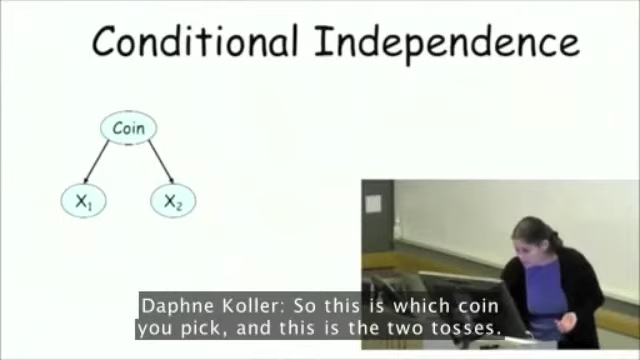 Conditional Independence
Coin
X₁
X₂
Daphne Koller: So this is which coin
you pick, and this is the two tosses.